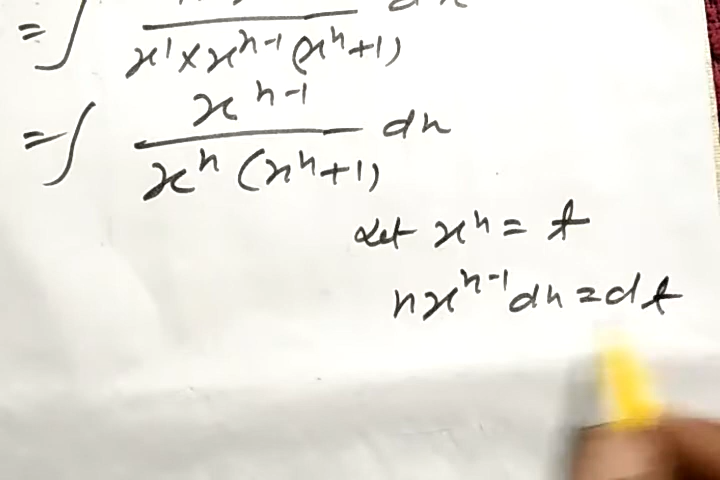 =∫ / x¹ × xⁿ⁻¹ (xⁿ+1)
=∫ xⁿ⁻¹ / xⁿ (xⁿ+1) dx
Let xⁿ = t
nxⁿ⁻¹ dx = dt